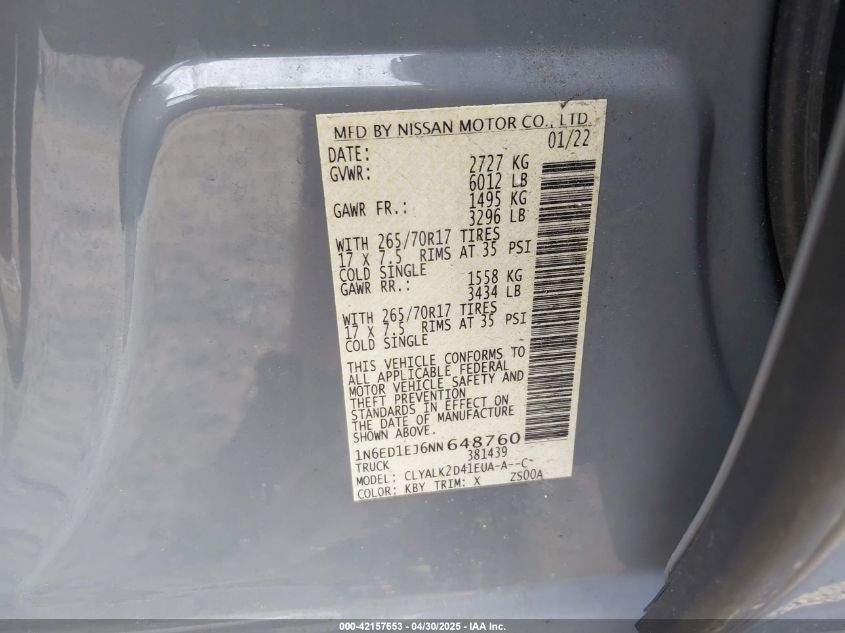 MFD BY NISSAN MOTOR CO., LTD.
DATE: 01/22
GVWR: 2727 KG
6012 LB
GAWR FR.: 1495 KG
3296 LB
WITH 265/70R17 TIRES
17 X 7.5 RIMS AT 35 PSI
COLD SINGLE
GAWR RR.: 1558 KG
3434 LB
WITH 265/70R17 TIRES
17 X 7.5 RIMS AT 35 PSI
COLD SINGLE
THIS VEHICLE CONFORMS TO
ALL APPLICABLE FEDERAL
MOTOR VEHICLE SAFETY AND
THEFT PREVENTION
STANDARDS IN EFFECT ON
THE DATE OF MANUFACTURE
SHOWN ABOVE.
1N6ED1EJ6NN648760
TRUCK 381439
MODEL: CLYALK2D41EUA-A--C-
COLOR: KBY TRIM: X ZS00A
000-42157653 / 04/30/2025 - IAA Inc.